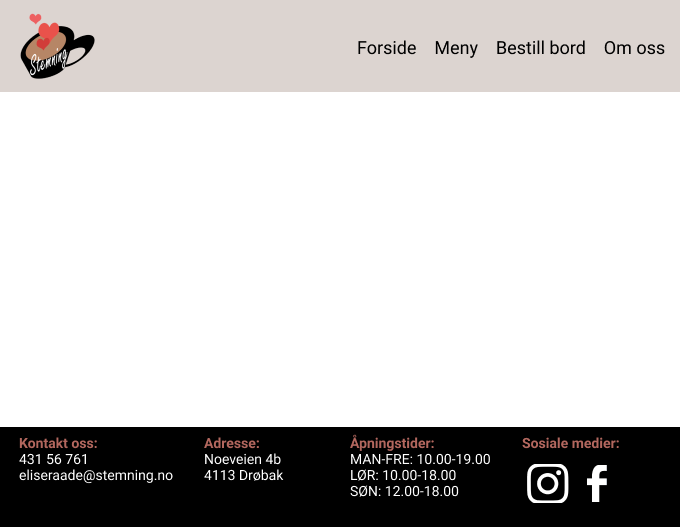 Stemning
Forside Meny Bestill bord Om oss
Kontakt oss:
431 56 761
eliseraade@stemning.no
Adresse:
Noeveien 4b
4113 Drøbak
Åpningstider:
MAN-FRE: 10.00-19.00
LØR: 10.00-18.00
SØN: 12.00-18.00
Sosiale medier: